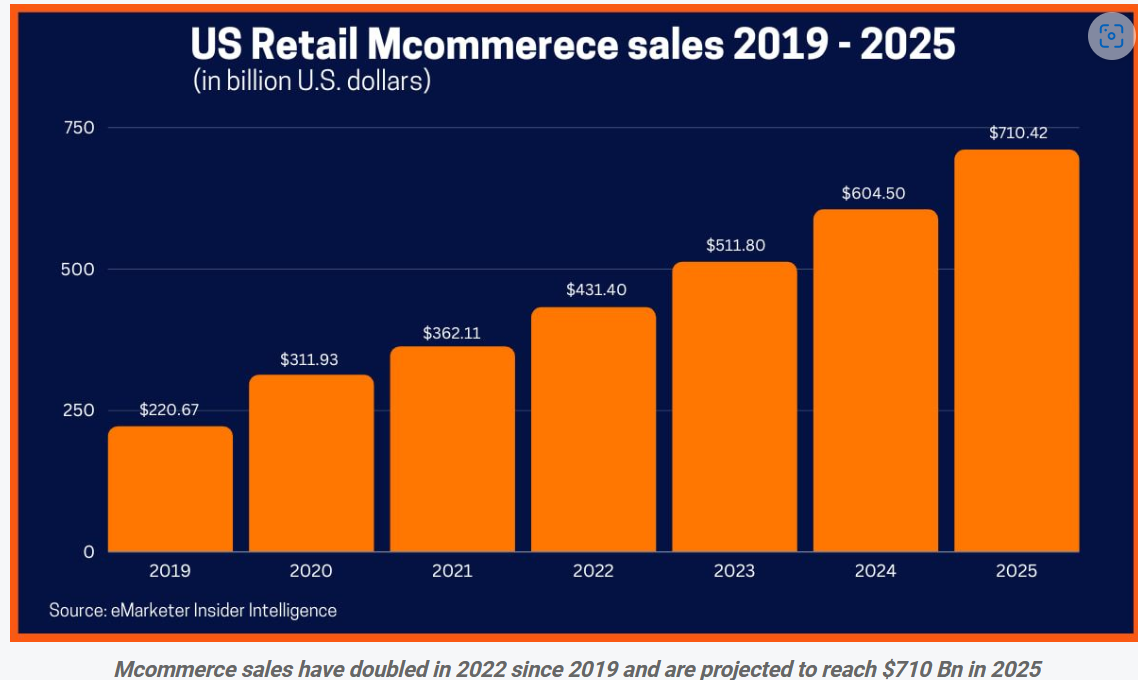 US Retail Mcommerece sales 2019 - 2025
(in billion U.S. dollars)
750
500
250
0
$220.67
$311.93
$362.11
$431.40
$511.80
$604.50
$710.42
2019 2020 2021 2022 2023 2024 2025
Source: eMarketer Insider Intelligence
Mcommerce sales have doubled in 2022 since 2019 and are projected to reach $710 Bn in 2025